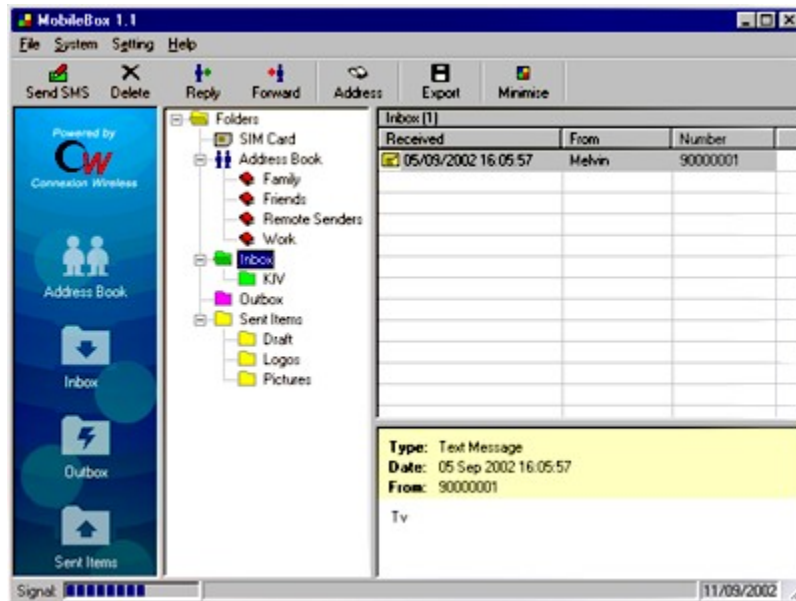 MobileBox 1.1
File System Setting Help
Send SMS Delete Reply Forward Address Export Minimise
Powered by
CW
Connexion Wireless
Address Book
Inbox
Outbox
Sent Items
Folders
SIM Card
Address Book
Family
Friends
Remote Senders
Work
Inbox
KIV
Outbox
Sent Items
Draft
Logos
Pictures
Inbox (1)
Received From Number
05/09/2002 16:05:57 Melvin 90000001
Type: Text Message
Date: 05 Sep 2002 16:05:57
From: 90000001
Tv
Signal: 11/09/2002